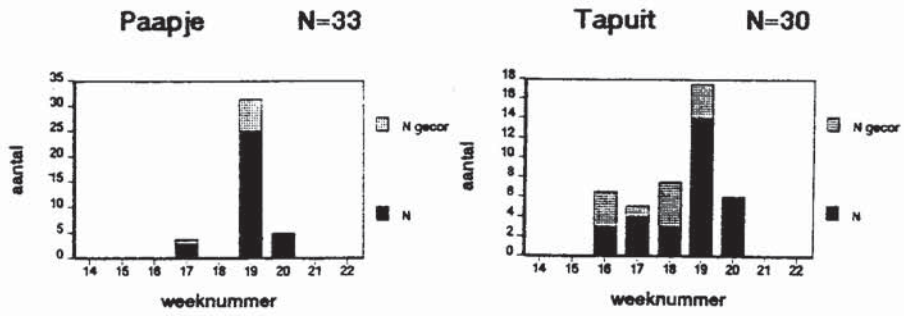 Paapje N=33
aantal
35
30
25
20
15
10
5
0
14 15 16 17 18 19 20 21 22
weeknummer
N gecor
N
Tapuit N=30
aantal
18
16
14
12
10
8
6
4
2
0
14 15 16 17 18 19 20 21 22
weeknummer
N gecor
N